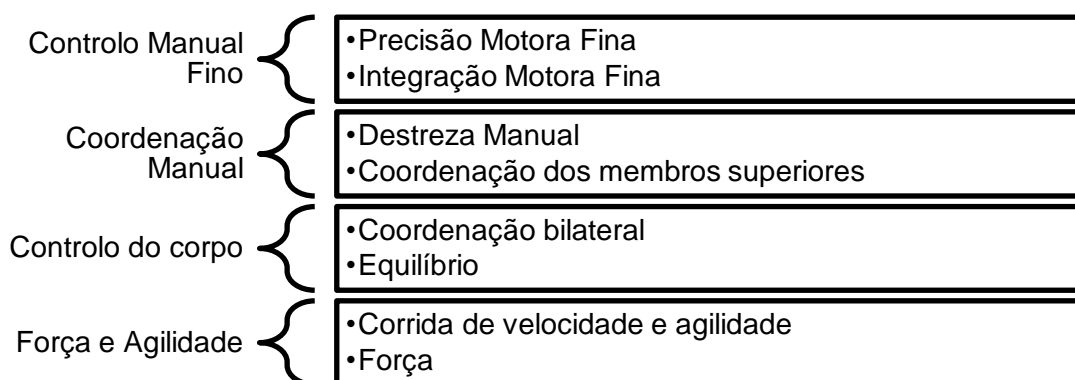 Controlo Manual
Fino
•Precisão Motora Fina
•Integração Motora Fina
Coordenação
Manual
•Destreza Manual
•Coordenação dos membros superiores
Controlo do corpo
•Coordenação bilateral
•Equilíbrio
Força e Agilidade
•Corrida de velocidade e agilidade
•Força